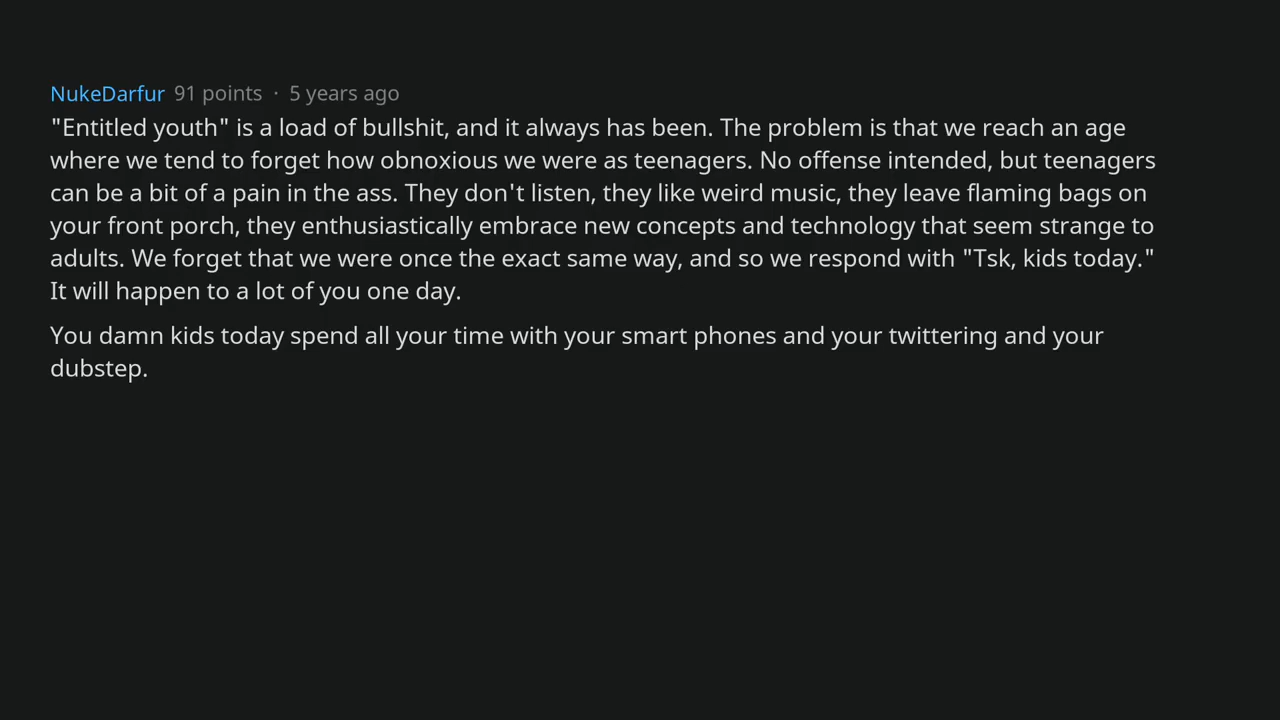 NukeDarfur 91 points · 5 years ago
"Entitled youth" is a load of bullshit, and it always has been. The problem is that we reach an age
where we tend to forget how obnoxious we were as teenagers. No offense intended, but teenagers
can be a bit of a pain in the ass. They don't listen, they like weird music, they leave flaming bags on
your front porch, they enthusiastically embrace new concepts and technology that seem strange to
adults. We forget that we were once the exact same way, and so we respond with "Tsk, kids today."
It will happen to a lot of you one day.
You damn kids today spend all your time with your smart phones and your twittering and your
dubstep.